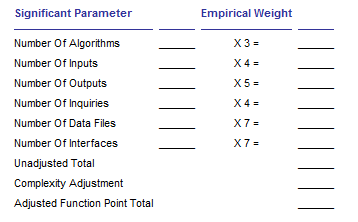 Significant Parameter Empirical Weight
Number Of Algorithms X 3 =
Number Of Inputs X 4 =
Number Of Outputs X 5 =
Number Of Inquiries X 4 =
Number Of Data Files X 7 =
Number Of Interfaces X 7 =
Unadjusted Total
Complexity Adjustment
Adjusted Function Point Total